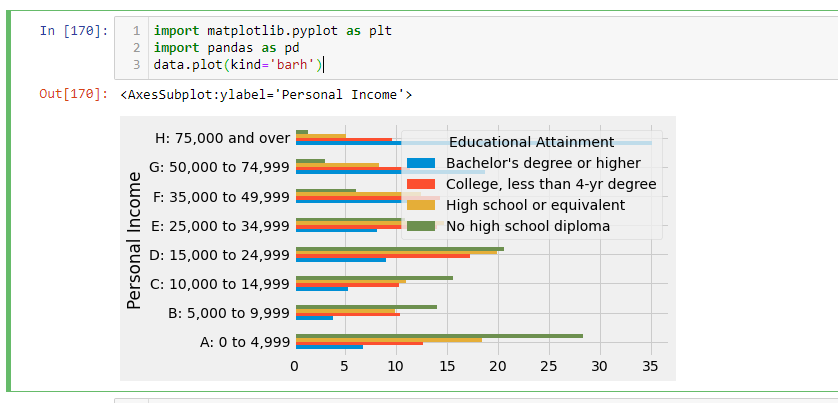 In [170]:
1 import matplotlib.pyplot as plt
2 import pandas as pd
3 data.plot(kind='barh')
Out[170]: <AxesSubplot:ylabel='Personal Income'>
Personal Income
H: 75,000 and over
G: 50,000 to 74,999
F: 35,000 to 49,999
E: 25,000 to 34,999
D: 15,000 to 24,999
C: 10,000 to 14,999
B: 5,000 to 9,999
A: 0 to 4,999
Educational Attainment
Bachelor's degree or higher
College, less than 4-yr degree
High school or equivalent
No high school diploma
0 5 10 15 20 25 30 35